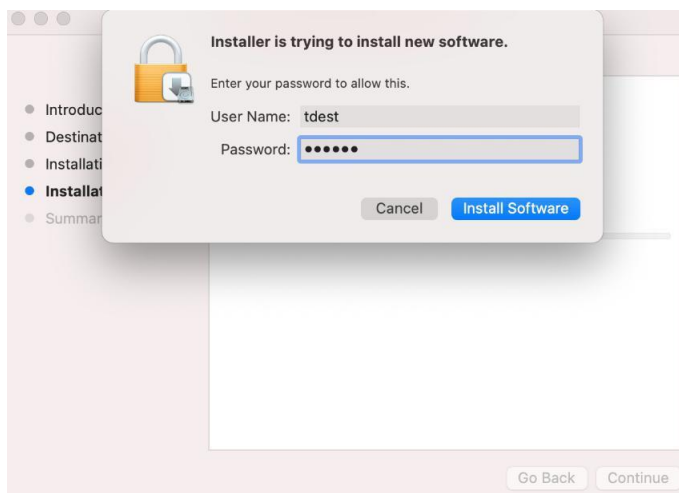 Installer is trying to install new software.
Enter your password to allow this.
User Name: tdest
Password: ••••••
Cancel Install Software
Introduc
Destinat
Installati
Installat
Summar
Go Back Continue